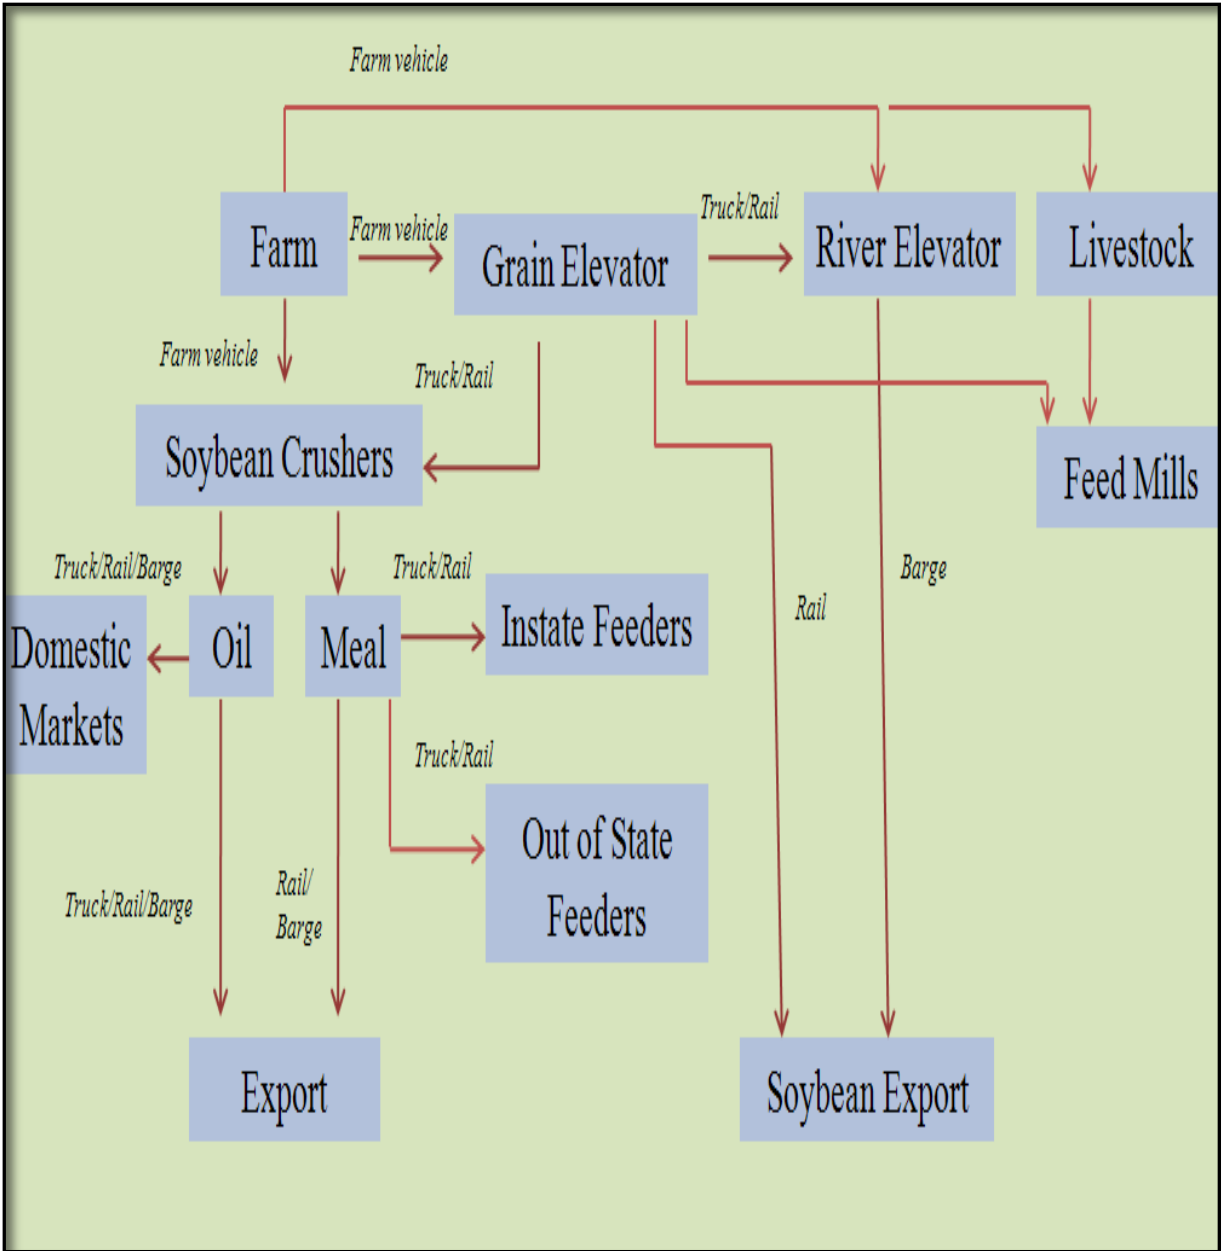 Farm vehicle
Farm
Farm vehicle
Grain Elevator
Truck/Rail
River Elevator
Livestock
Farm vehicle
Truck/Rail
Soybean Crushers
Feed Mills
Truck/Rail/Barge
Truck/Rail
Barge
Rail
Domestic
Markets
Oil
Meal
Instate Feeders
Truck/Rail
Out of State
Feeders
Truck/Rail/Barge
Rail/
Barge
Export
Soybean Export